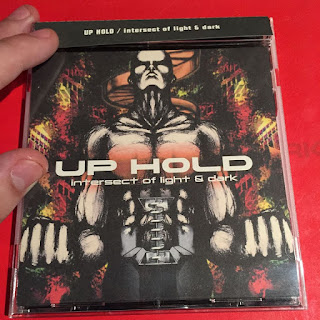 UP HOLD / intersect of light & dark
UP HOLD
Intersect of light & dark